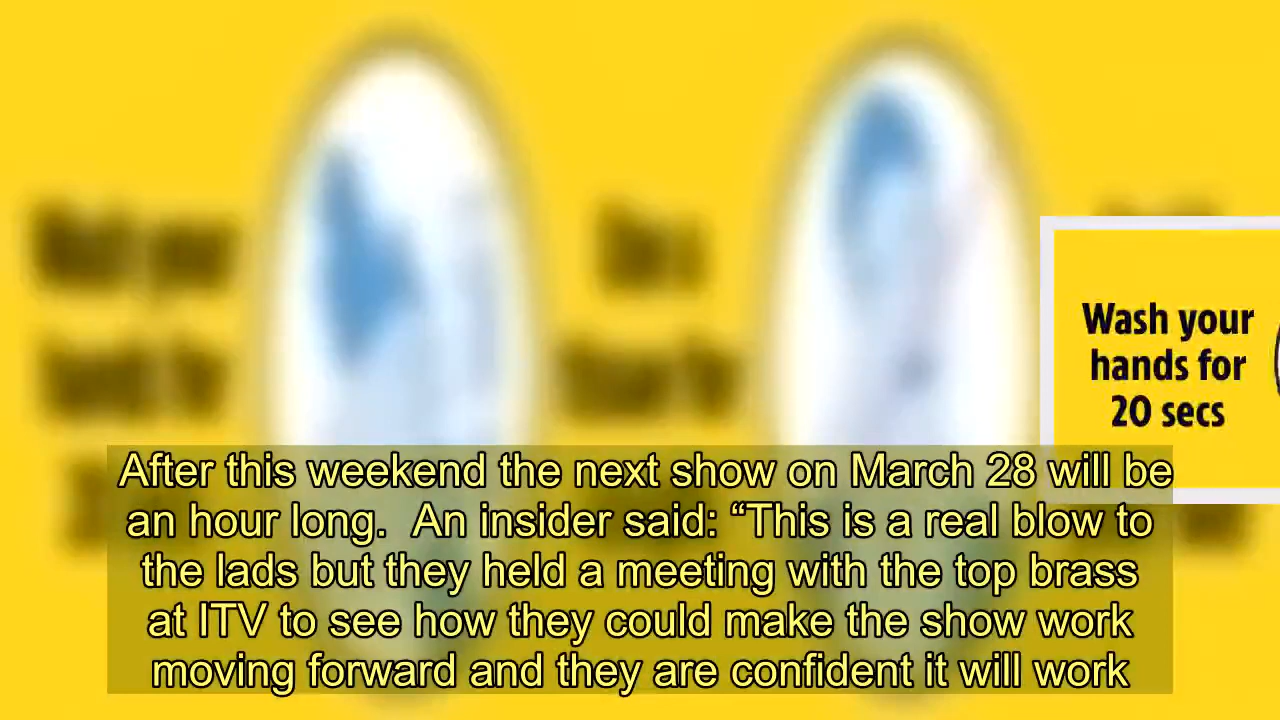 Wash your
hands for
20 secs
After this weekend the next show on March 28 will be
an hour long.  An insider said: “This is a real blow to
the lads but they held a meeting with the top brass
at ITV to see how they could make the show work
moving forward and they are confident it will work